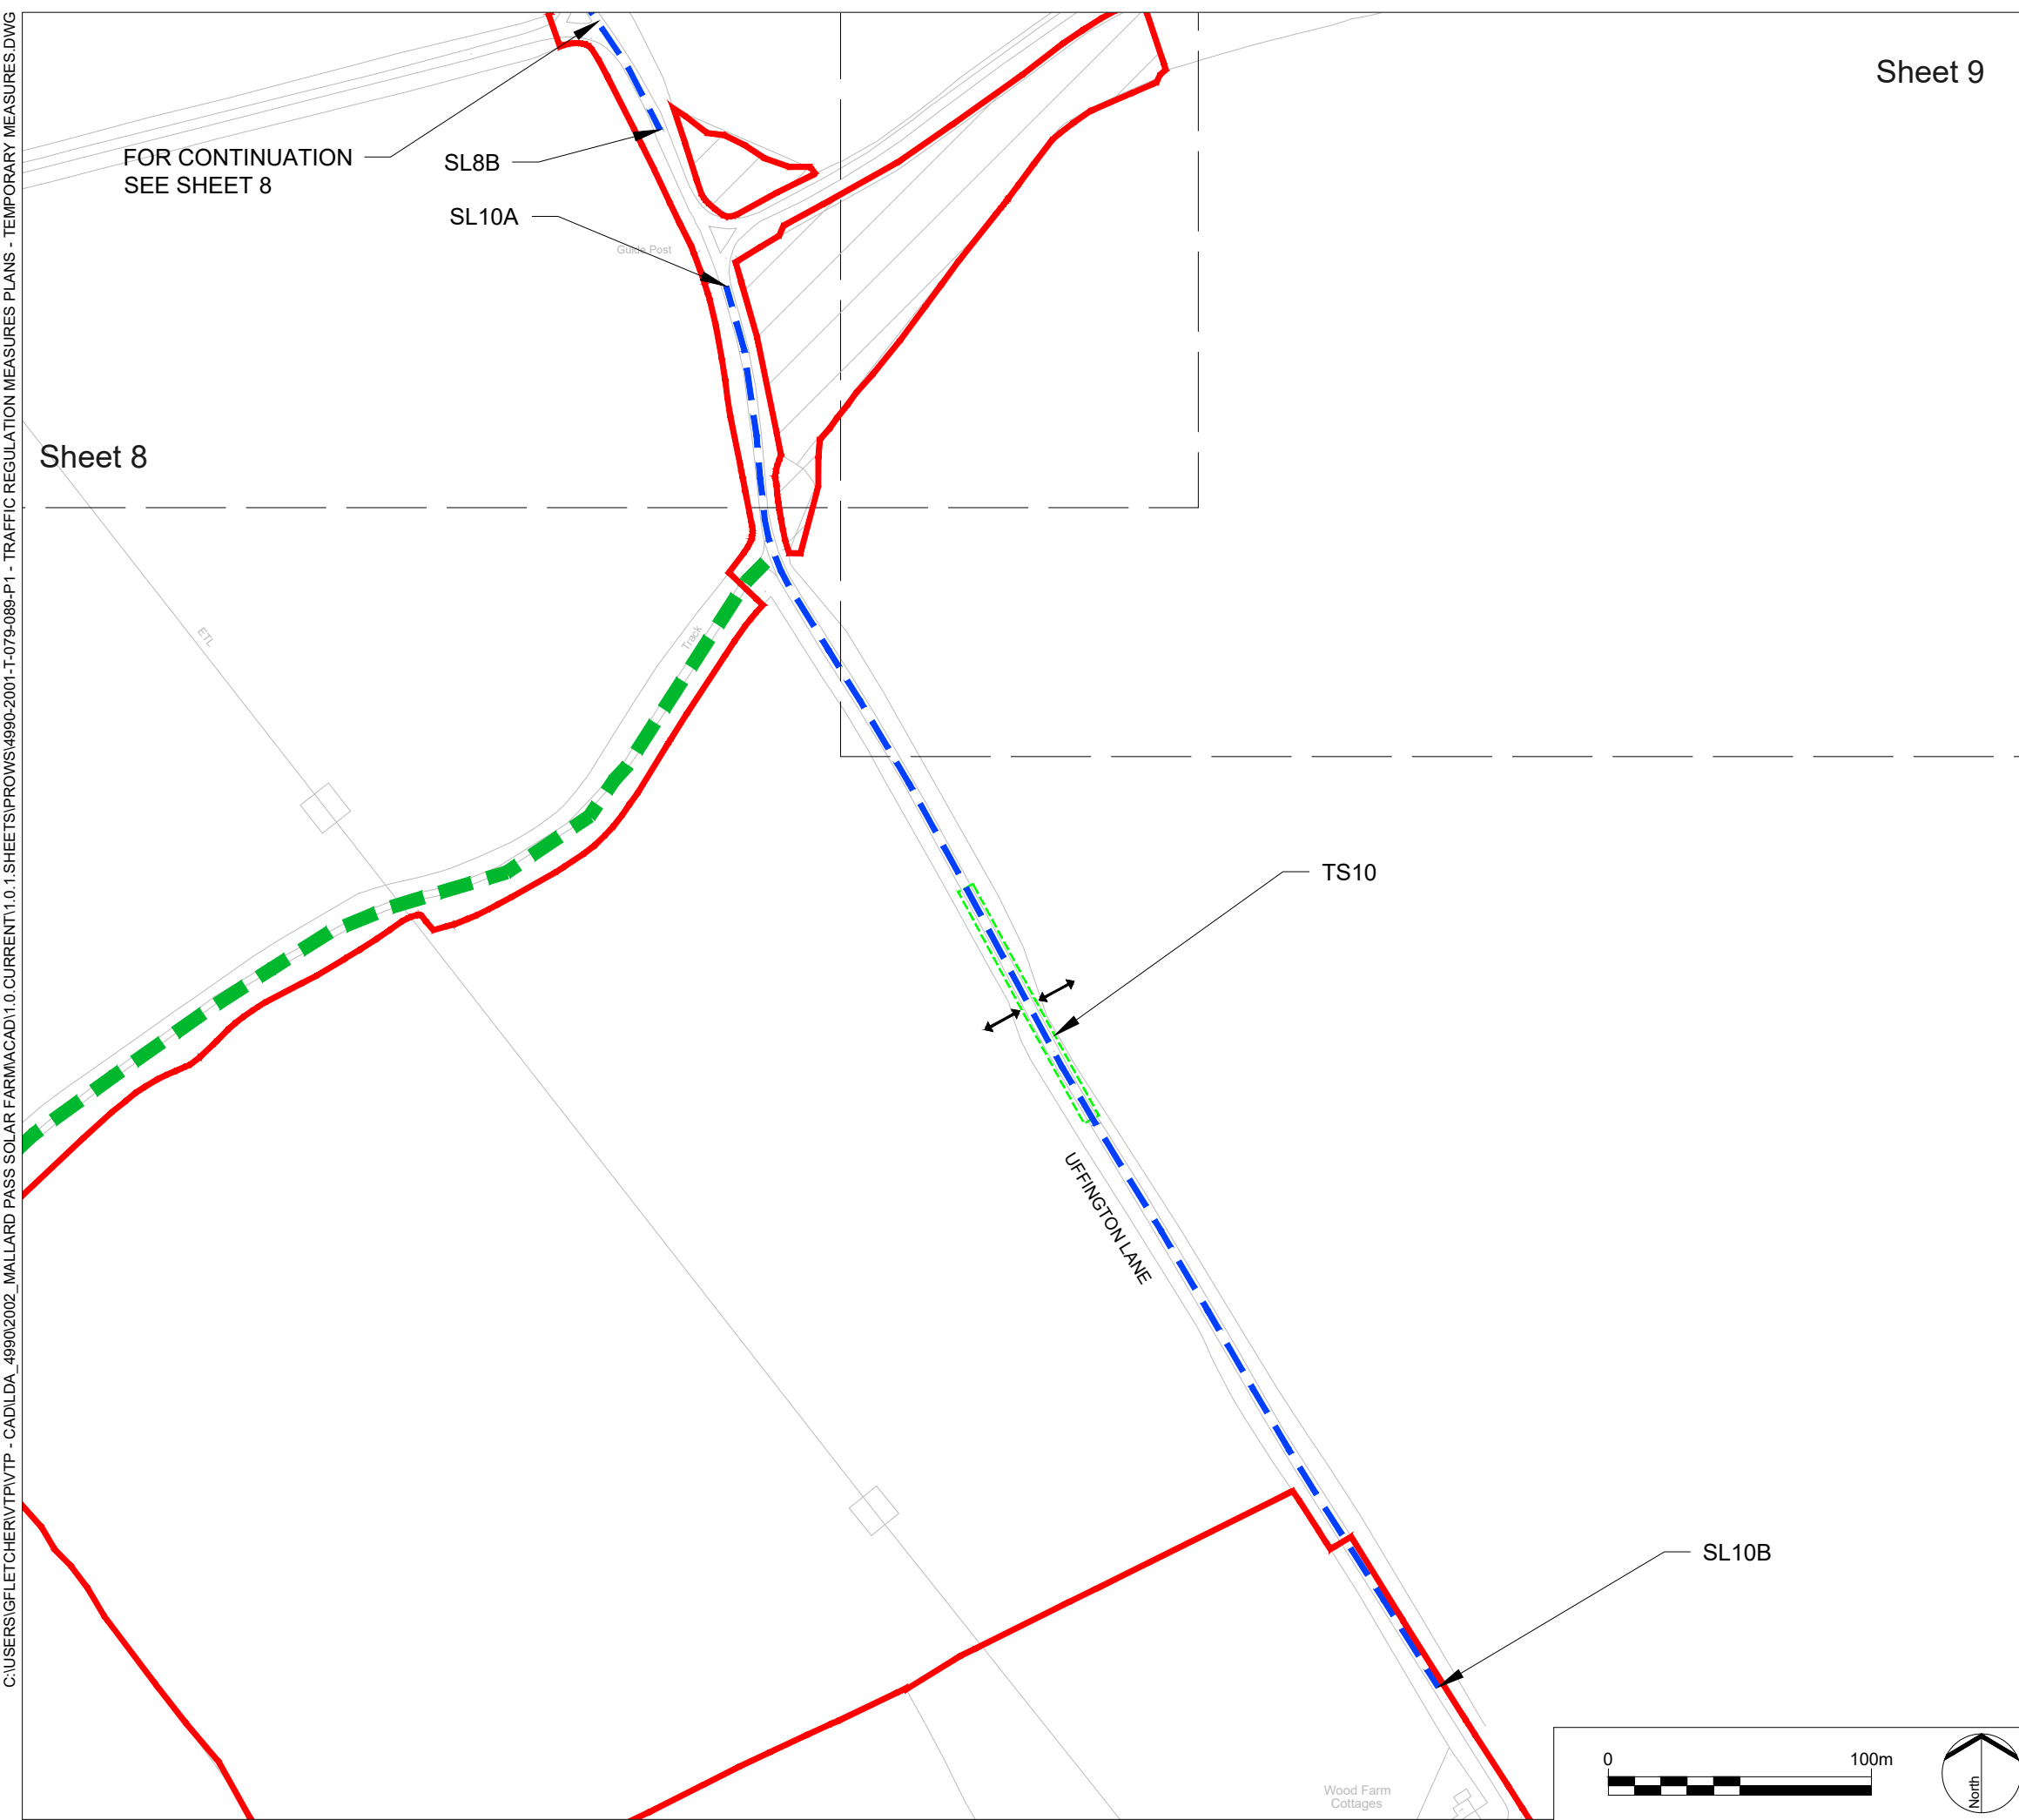 C:\USERS\GFLETCHER\VTP\VTP - CAD\LDA_4990\2002_MALLARD PASS SOLAR FARM\ACAD\1.0.CURRENT\1.0.1.SHEETS\PROWS\4990-2001-T-079-089-P1 - TRAFFIC REGULATION MEASURES PLANS - TEMPORARY MEASURES.DWG
Sheet 9
FOR CONTINUATION
SEE SHEET 8
SL8B
SL10A
Guide Post
Sheet 8
ETL
Track
TS10
UFFINGTON LANE
SL10B
0 100m
North
Wood Farm
Cottages